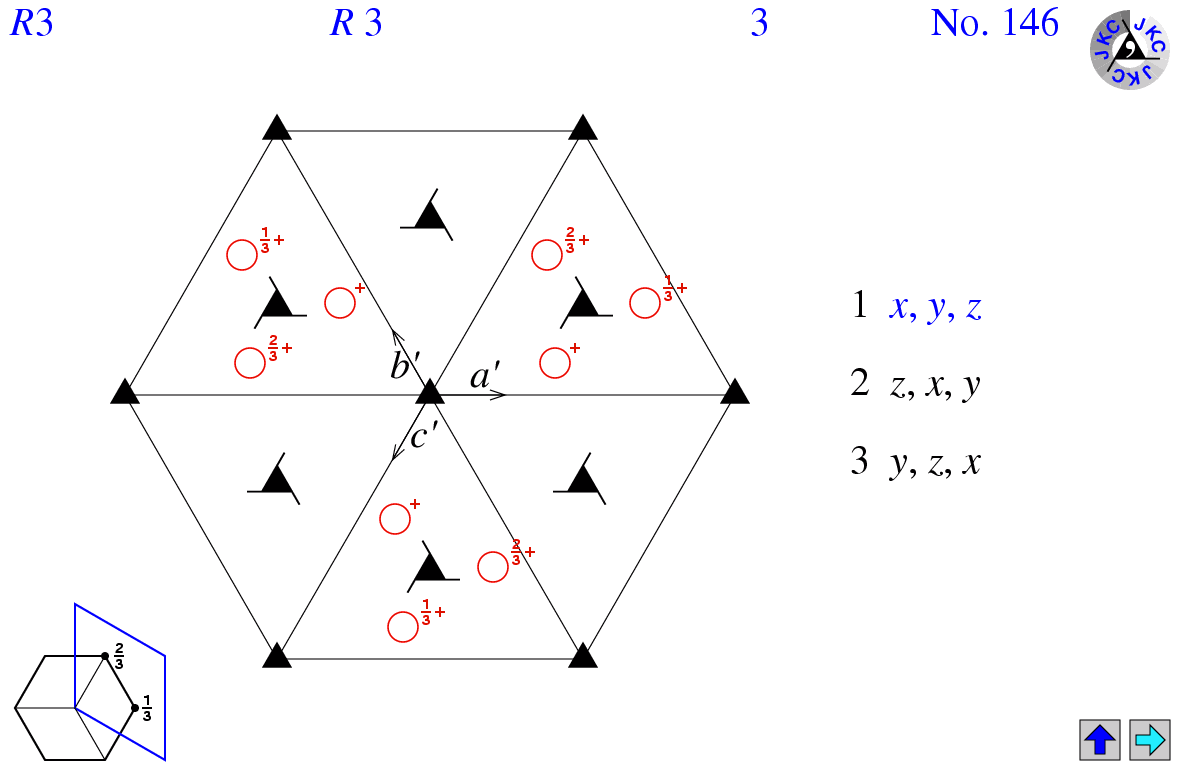 R3 R 3 3 No. 146
JKC JKC JKC
1/3+ 2/3+
+ 1/3+
2/3+ +
b' a'
c'
1 x, y, z
2 z, x, y
3 y, z, x
+ 2/3+
1/3+
2/3
1/3